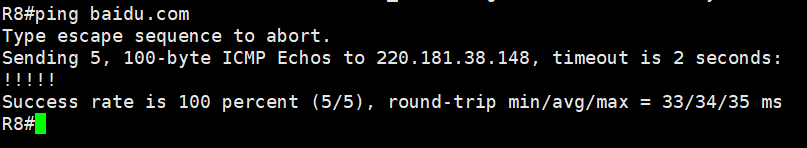 R8#ping baidu.com
Type escape sequence to abort.
Sending 5, 100-byte ICMP Echos to 220.181.38.148, timeout is 2 seconds:
!!!!!
Success rate is 100 percent (5/5), round-trip min/avg/max = 33/34/35 ms
R8#